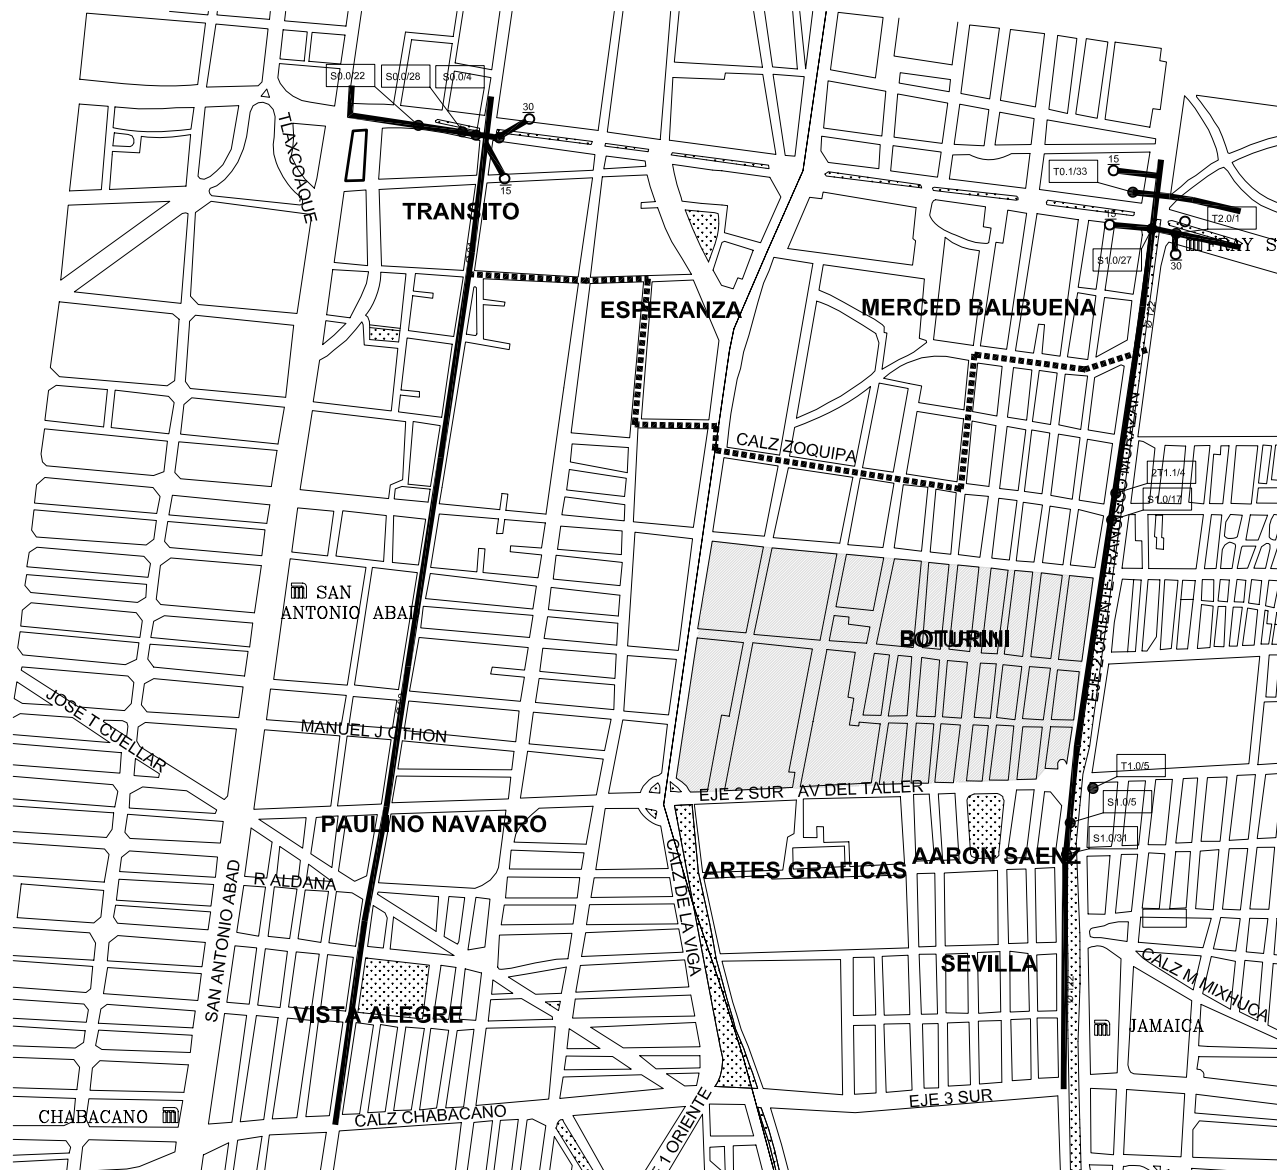 S0.0/22
S0.0/28
S0.0/4
30
15
TLAXCOAQUE
TRANSITO
15
T0.1/33
15
T2.0/1
S1.0/27
30
FRAY S
ESPERANZA
MERCED BALBUENA
Ø 122
CALZ ZOQUIPA
2T1.1/4
S1.0/17
EJE 2 ORIENTE FRANCISCO MORAZAN
SAN
ANTONIO ABAD
BOTURINI
JOSE T CUELLAR
MANUEL J OTHON
T1.0/5
EJE 2 SUR AV DEL TALLER
S1.0/5
PAULINO NAVARRO
S1.0/31
AARON SAENZ
ARTES GRAFICAS
R ALDANA
SAN ANTONIO ABAD
CALZ DE LA VIGA
SEVILLA
CALZ M MIXHUCA
VISTA ALEGRE
JAMAICA
CHABACANO
CALZ CHABACANO
EJE 3 SUR
E 1 ORIENTE